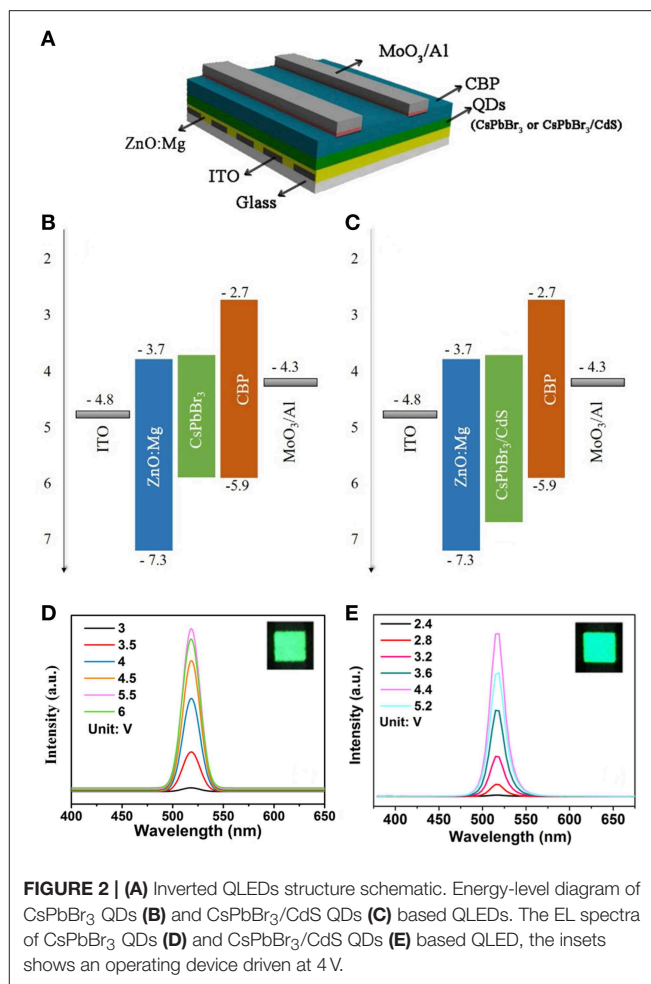 A
MoO₃/Al
CBP
QDs
(CsPbBr₃ or CsPbBr₃/CdS)
ZnO:Mg
ITO
Glass
B
2
3
4
5
6
7
- 4.8
ITO
- 3.7
ZnO:Mg
- 7.3
CsPbBr₃
- 2.7
CBP
-5.9
- 4.3
MoO₃/Al
C
2
3
4
5
6
7
- 4.8
ITO
- 3.7
ZnO:Mg
- 7.3
CsPbBr₃/CdS
- 2.7
CBP
-5.9
- 4.3
MoO₃/Al
D
Intensity (a.u.)
3
3.5
4
4.5
5.5
6
Unit: V
400 450 500 550 600 650
Wavelength (nm)
E
Intensity (a.u.)
2.4
2.8
3.2
3.6
4.4
5.2
Unit: V
400 450 500 550 600 650
Wavelength (nm)
FIGURE 2 | (A) Inverted QLEDs structure schematic. Energy-level diagram of
CsPbBr₃ QDs (B) and CsPbBr₃/CdS QDs (C) based QLEDs. The EL spectra
of CsPbBr₃ QDs (D) and CsPbBr₃/CdS QDs (E) based QLED, the insets
shows an operating device driven at 4 V.